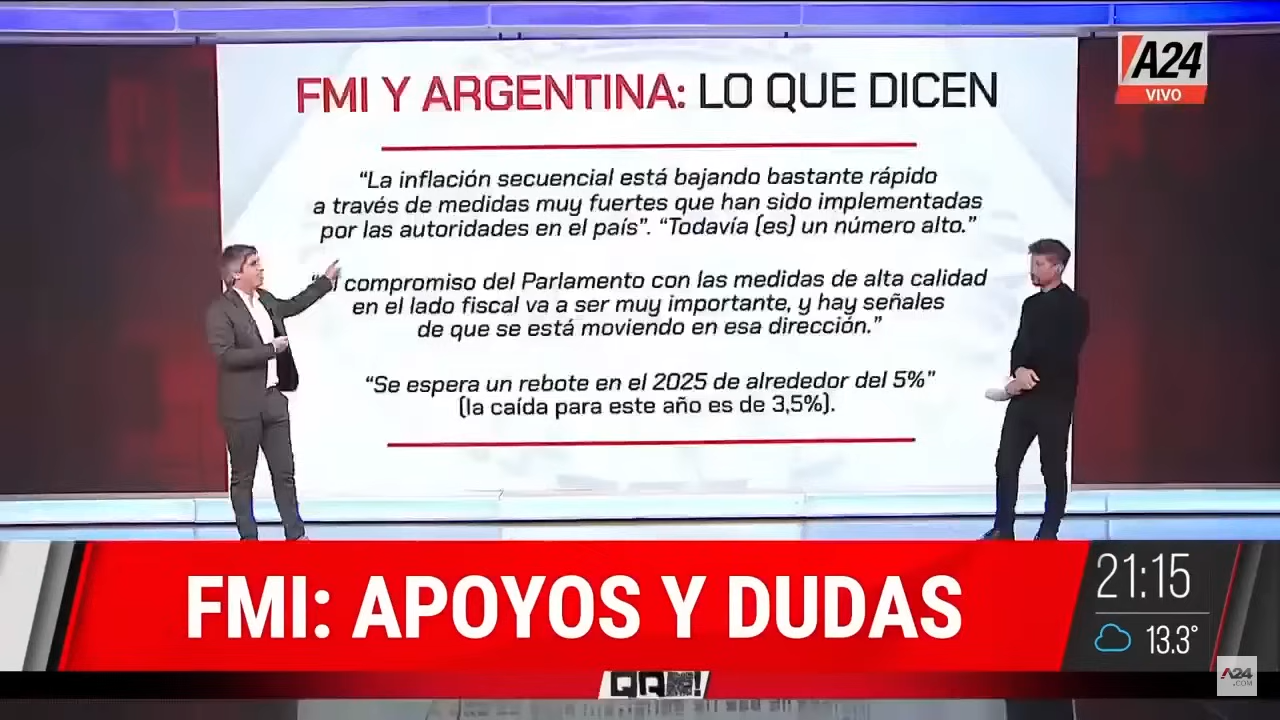 A24
VIVO
FMI Y ARGENTINA: LO QUE DICEN
“La inflación secuencial está bajando bastante rápido
a través de medidas muy fuertes que han sido implementadas
por las autoridades en el país”. “Todavía (es) un número alto.”
compromiso del Parlamento con las medidas de alta calidad
en el lado fiscal va a ser muy importante, y hay señales
de que se está moviendo en esa dirección.”
“Se espera un rebote en el 2025 de alrededor del 5%”
(la caída para este año es de 3,5%).
FMI: APOYOS Y DUDAS
21:15
13.3°
A24
.COM